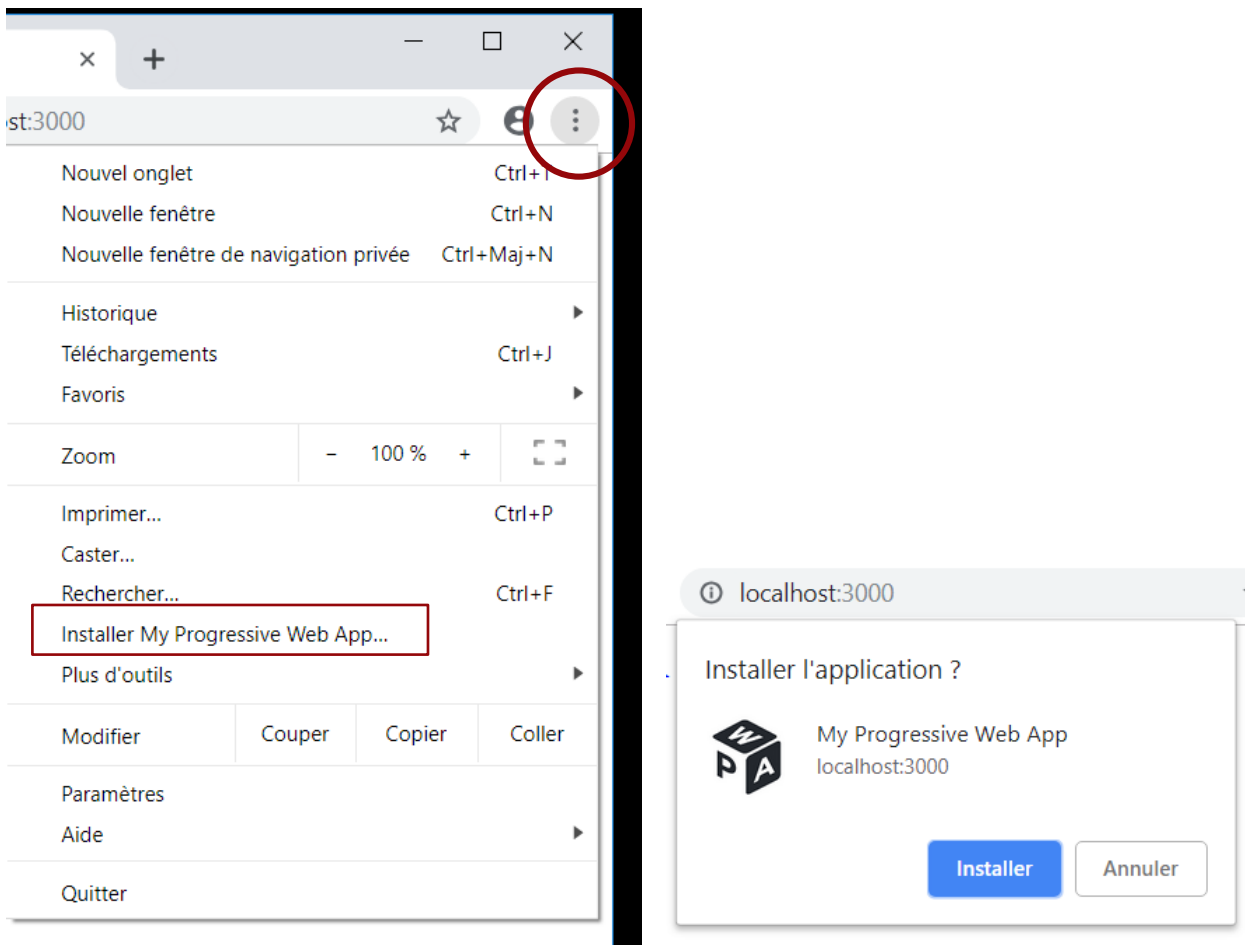 st:3000
Nouvel onglet Ctrl+T
Nouvelle fenêtre Ctrl+N
Nouvelle fenêtre de navigation privée Ctrl+Maj+N
Historique
Téléchargements Ctrl+J
Favoris
Zoom - 100 % +
Imprimer... Ctrl+P
Caster...
Rechercher... Ctrl+F
Installer My Progressive Web App...
Plus d'outils
Modifier Couper Copier Coller
Paramètres
Aide
Quitter
localhost:3000
Installer l'application ?
PWA
My Progressive Web App
localhost:3000
Installer Annuler